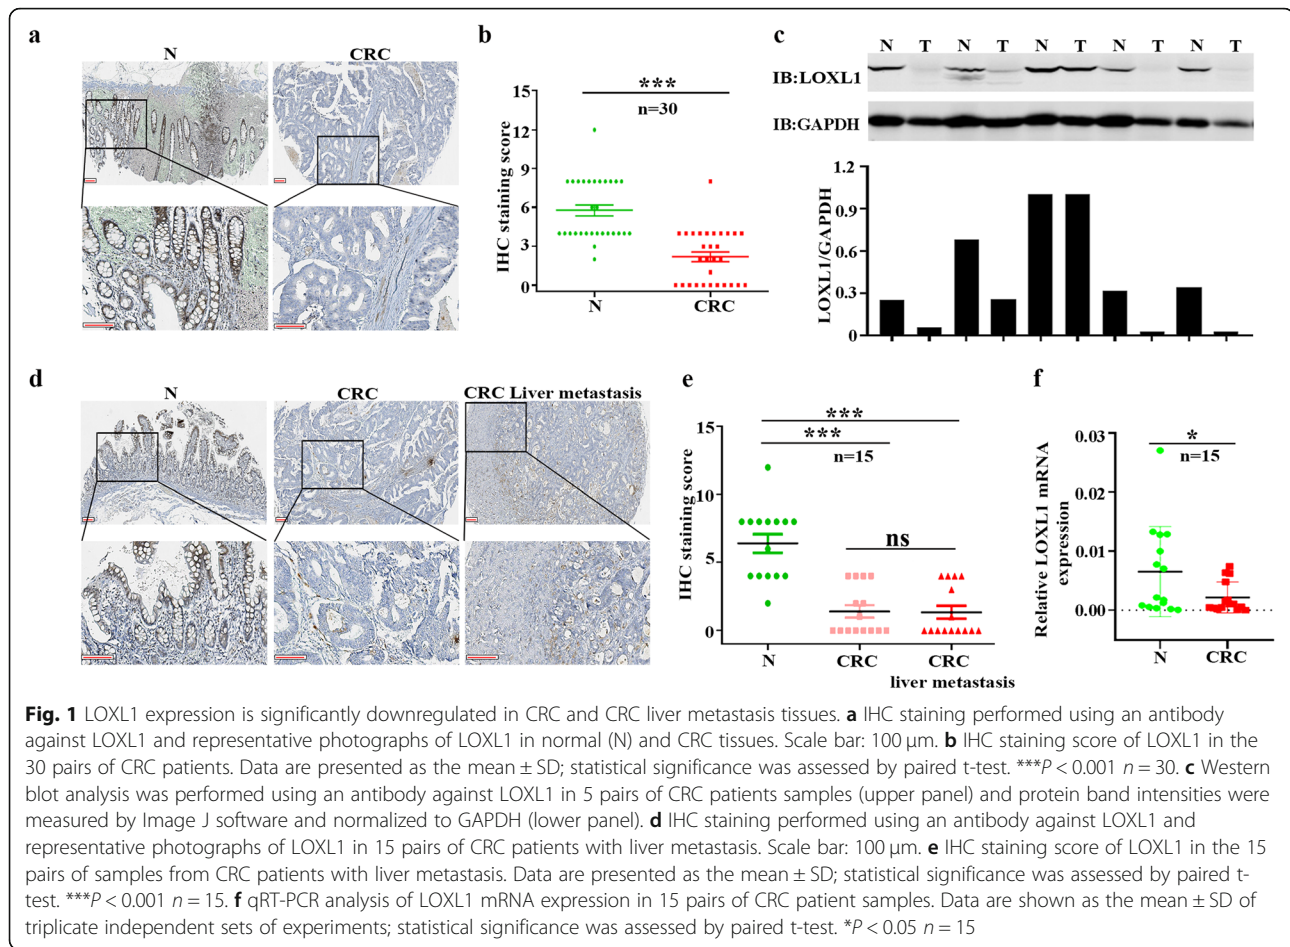 a
N
CRC
b
***
n=30
IHC staining score
15
12
9
6
3
0
N
CRC
c
N T N T N T N T N T
IB:LOXL1
IB:GAPDH
LOXL1/GAPDH
1.2
0.9
0.6
0.3
0
d
N
CRC
CRC Liver metastasis
e
***
***
n=15
ns
IHC staining score
15
10
5
0
N
CRC
CRC
liver metastasis
f
*
n=15
Relative LOXL1 mRNA
expression
0.03
0.02
0.010
0.00
N
CRC
Fig. 1 LOXL1 expression is significantly downregulated in CRC and CRC liver metastasis tissues. a IHC staining performed using an antibody
against LOXL1 and representative photographs of LOXL1 in normal (N) and CRC tissues. Scale bar: 100 μm. b IHC staining score of LOXL1 in the
30 pairs of CRC patients. Data are presented as the mean ± SD; statistical significance was assessed by paired t-test. ***P < 0.001 n = 30. c Western
blot analysis was performed using an antibody against LOXL1 in 5 pairs of CRC patients samples (upper panel) and protein band intensities were
measured by Image J software and normalized to GAPDH (lower panel). d IHC staining performed using an antibody against LOXL1 and
representative photographs of LOXL1 in 15 pairs of CRC patients with liver metastasis. Scale bar: 100 μm. e IHC staining score of LOXL1 in the 15
pairs of samples from CRC patients with liver metastasis. Data are presented as the mean ± SD; statistical significance was assessed by paired t-
test. ***P < 0.001 n = 15. f qRT-PCR analysis of LOXL1 mRNA expression in 15 pairs of CRC patient samples. Data are shown as the mean ± SD of
triplicate independent sets of experiments; statistical significance was assessed by paired t-test. *P < 0.05 n = 15